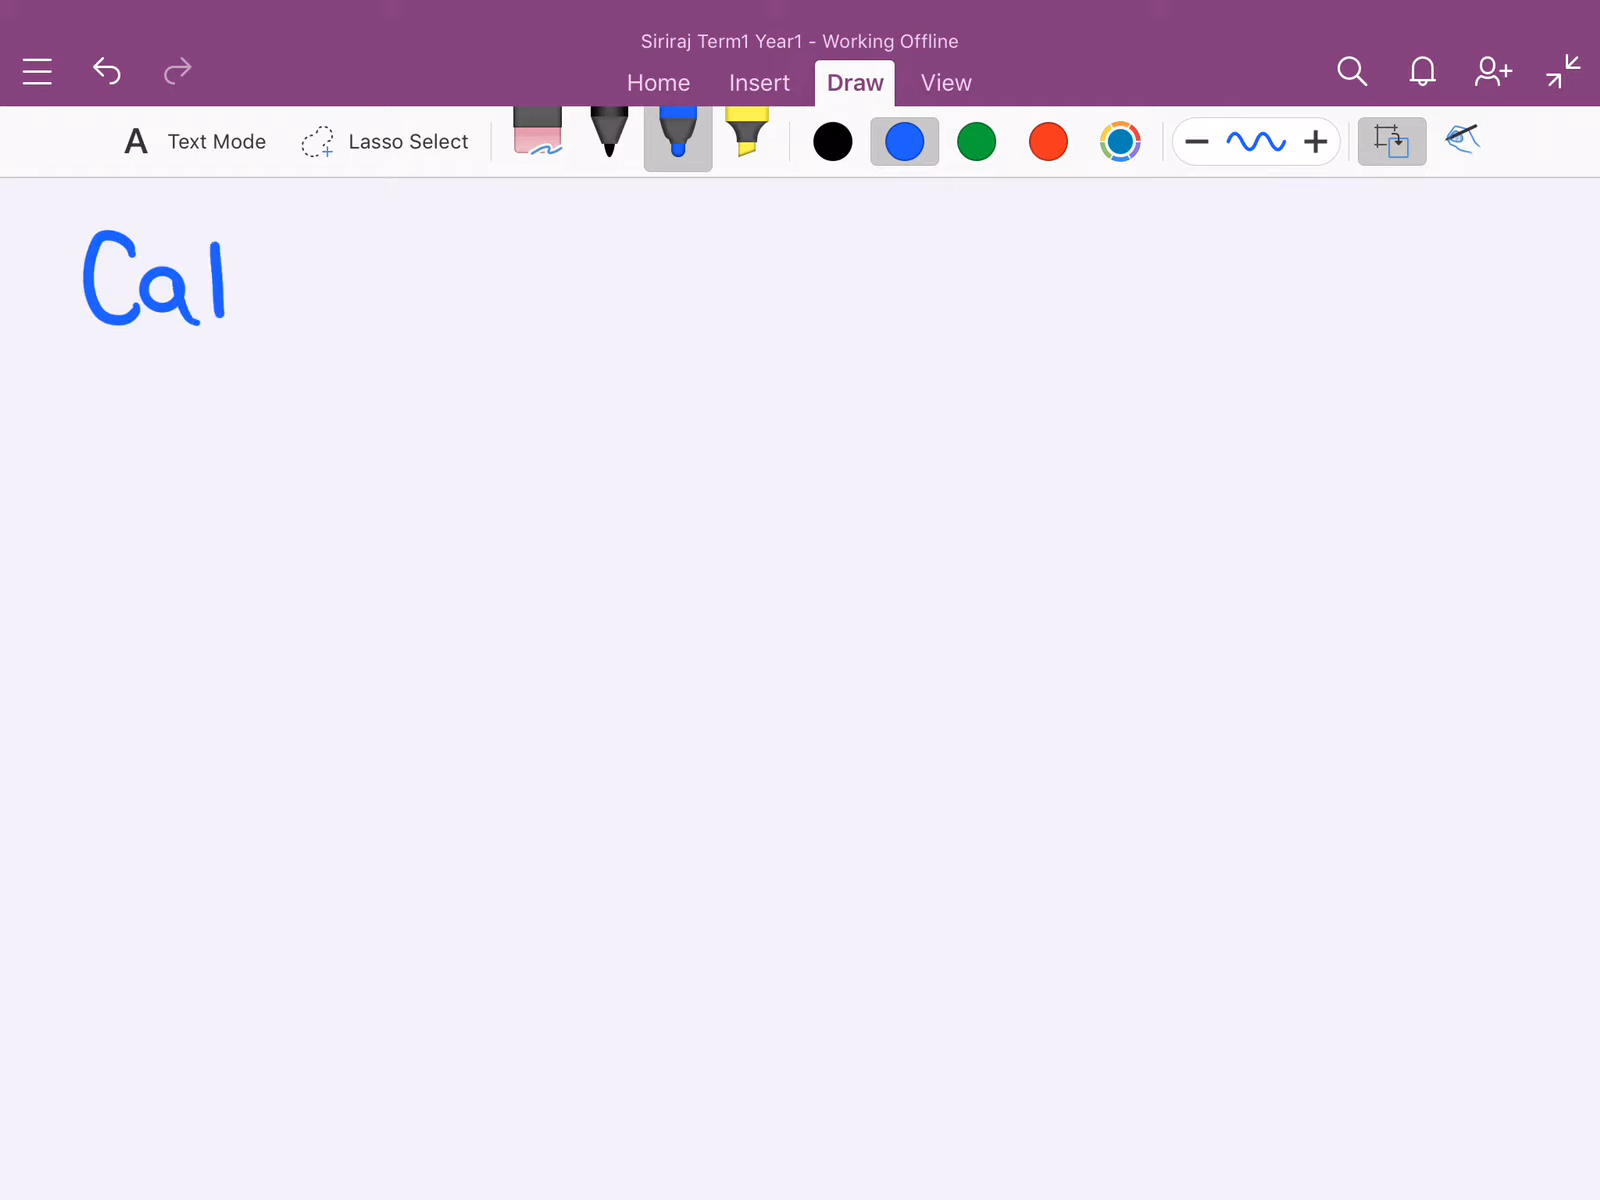 Siriraj Term1 Year1 - Working Offline
Home Insert Draw View
A Text Mode Lasso Select
Cal